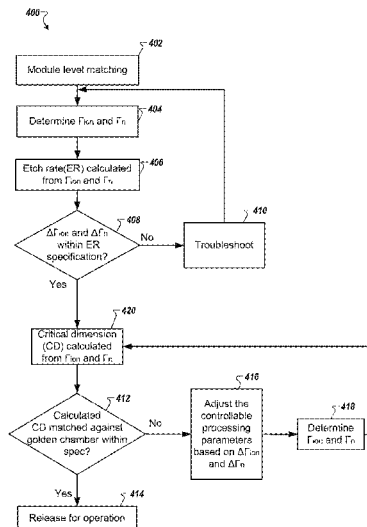 400
402
Module level matching
404
Determine Γion and Γn
406
Etch rate(ER) calculated
from Γion and Γn
408
ΔΓion and ΔΓn
within ER
specification?
No
410
Troubleshoot
Yes
420
Critical dimension
(CD) calculated
from Γion and Γn
412
Calculated
CD matched against
golden chamber within
spec?
No
416
Adjust the
controllable
processing
parameters
based on ΔΓion
and ΔΓn
418
Determine
Γion and Γn
Yes
414
Release for operation